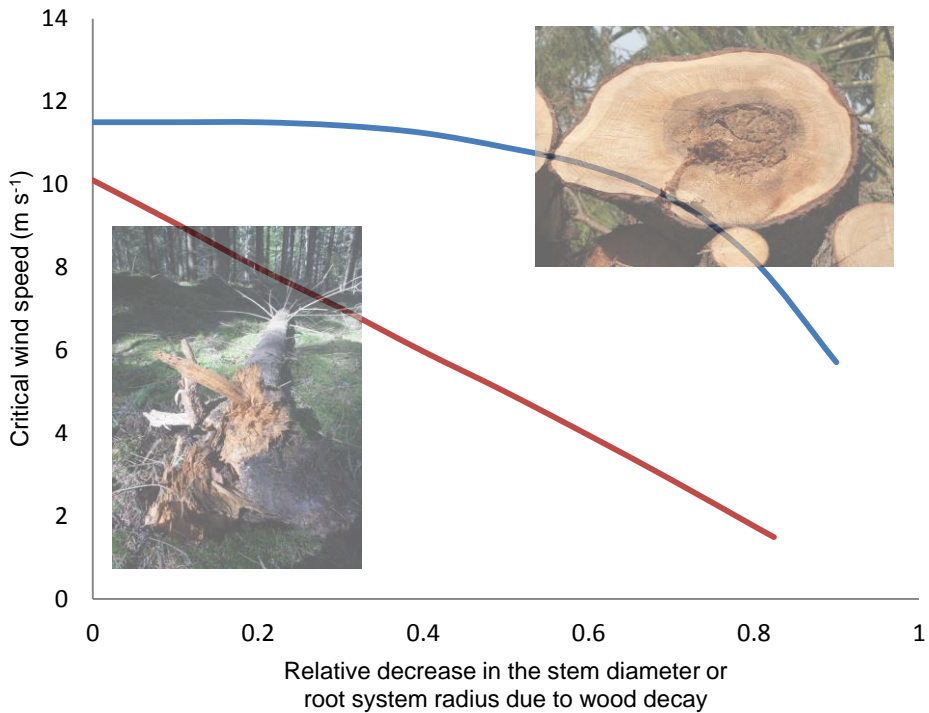 14
12
10
8
6
4
2
0
Critical wind speed (m s-1)
0 0.2 0.4 0.6 0.8 1
Relative decrease in the stem diameter or
root system radius due to wood decay